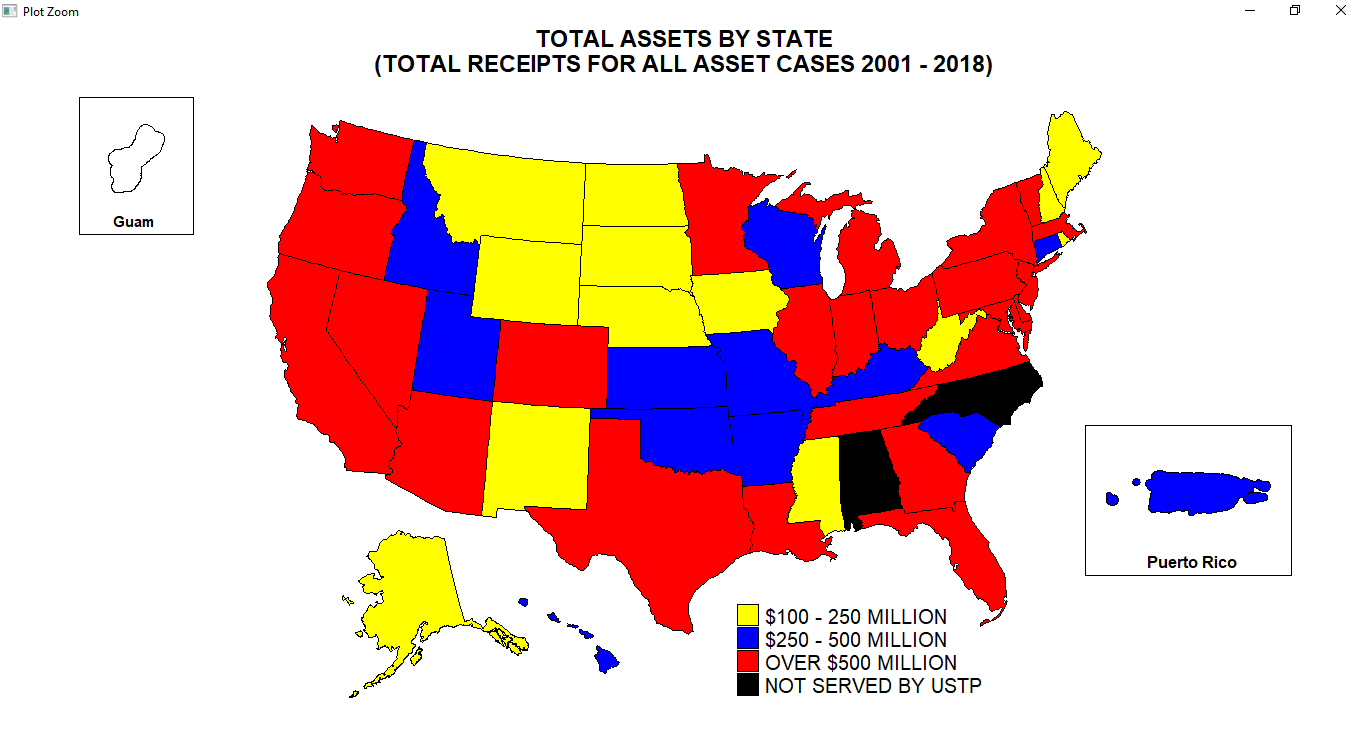 Plot Zoom
TOTAL ASSETS BY STATE
(TOTAL RECEIPTS FOR ALL ASSET CASES 2001 - 2018)
Guam
Puerto Rico
$100 - 250 MILLION
$250 - 500 MILLION
OVER $500 MILLION
NOT SERVED BY USTP